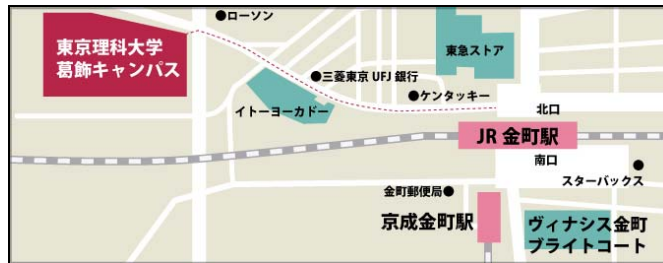 ローソン
東京理科大学
葛飾キャンパス
東急ストア
三菱東京 UFJ 銀行
ケンタッキー
イトーヨーカドー
北口
JR 金町駅
南口
スターバックス
金町郵便局
京成金町駅
ヴィナシス金町
ブライトコート